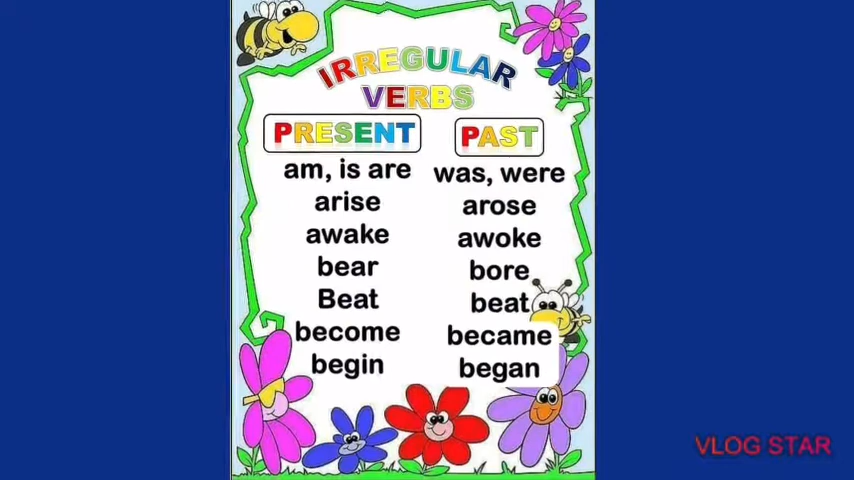 IRREGULAR
VERBS
PRESENT PAST
am, is are was, were
arise arose
awake awoke
bear bore
Beat beat
become became
begin began
VLOG STAR